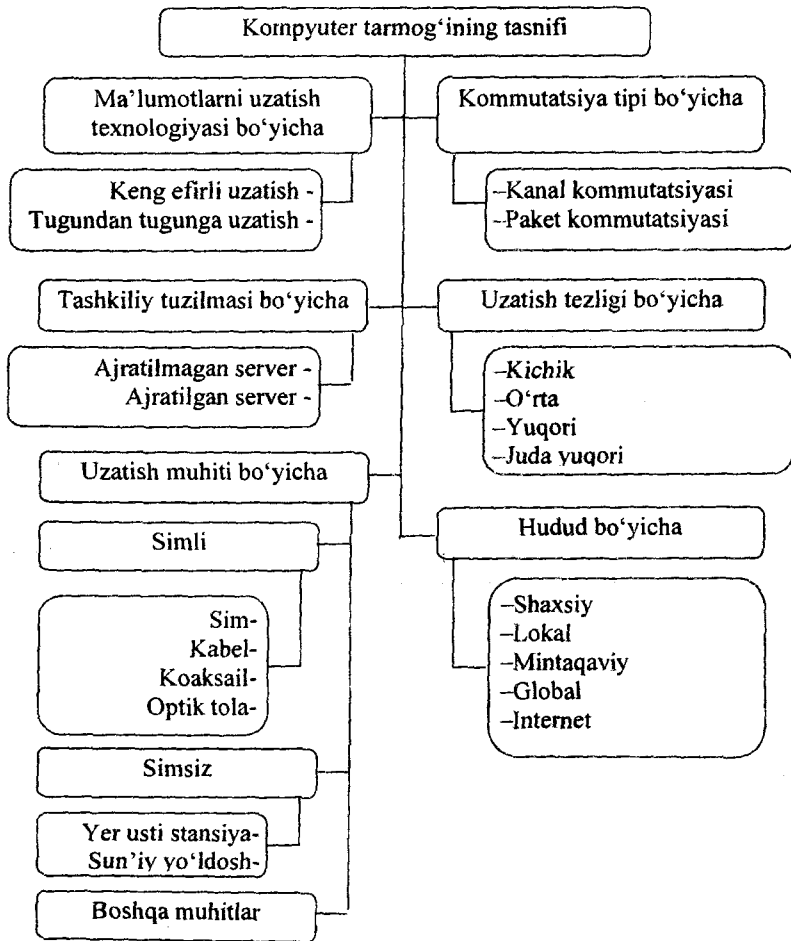 Kompyuter tarmog‘ining tasnifi
Ma’lumotlarni uzatish
texnologiyasi bo‘yicha
Keng efirli uzatish -
Tugundan tugunga uzatish -
Kommutatsiya tipi bo‘yicha
–Kanal kommutatsiyasi
–Paket kommutatsiyasi
Tashkiliy tuzilmasi bo‘yicha
Ajratilmagan server -
Ajratilgan server -
Uzatish tezligi bo‘yicha
–Kichik
–O‘rta
–Yuqori
–Juda yuqori
Uzatish muhiti bo‘yicha
Simli
Sim-
Kabel-
Koaksail-
Optik tola-
Simsiz
Yer usti stansiya-
Sun’iy yo‘ldosh-
Boshqa muhitlar
Hudud bo‘yicha
–Shaxsiy
–Lokal
–Mintaqaviy
–Global
–Internet